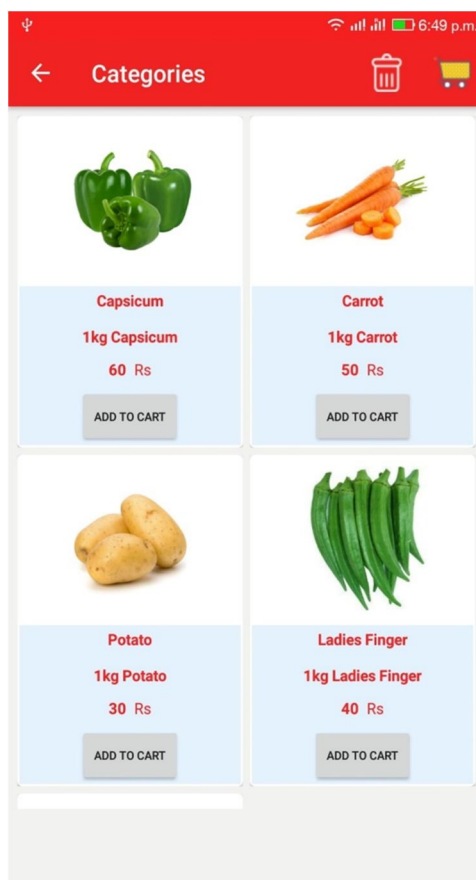 6:49 p.m.
Categories
Capsicum
1kg Capsicum
60 Rs
ADD TO CART
Carrot
1kg Carrot
50 Rs
ADD TO CART
Potato
1kg Potato
30 Rs
ADD TO CART
Ladies Finger
1kg Ladies Finger
40 Rs
ADD TO CART